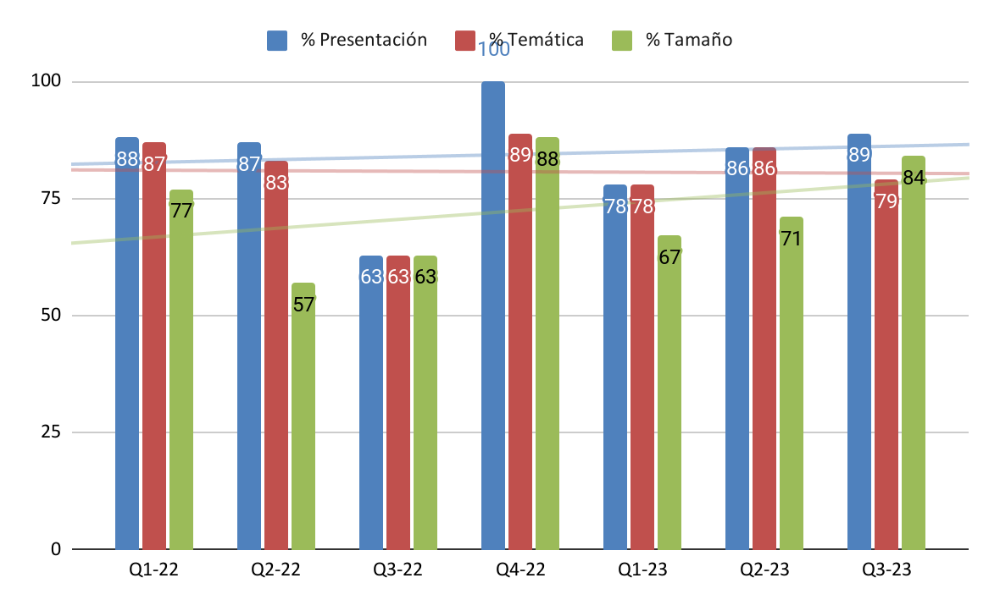 % Presentación % Temática % Tamaño
100
100
88 87 77 87 83 57 63 63 63 89 88 78 78 67 86 86 71 89 79 84
75
50
25
0
Q1-22 Q2-22 Q3-22 Q4-22 Q1-23 Q2-23 Q3-23